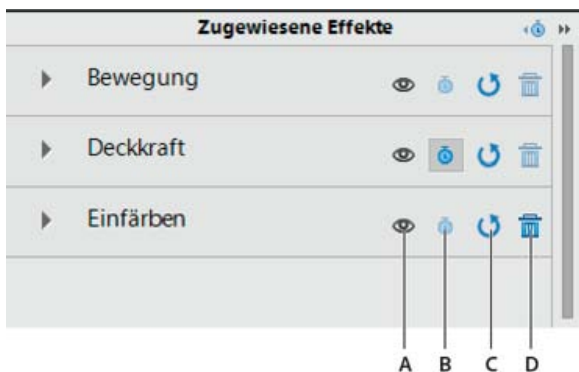 Zugewiesene Effekte
Bewegung
Deckkraft
Einfärben
A B C D